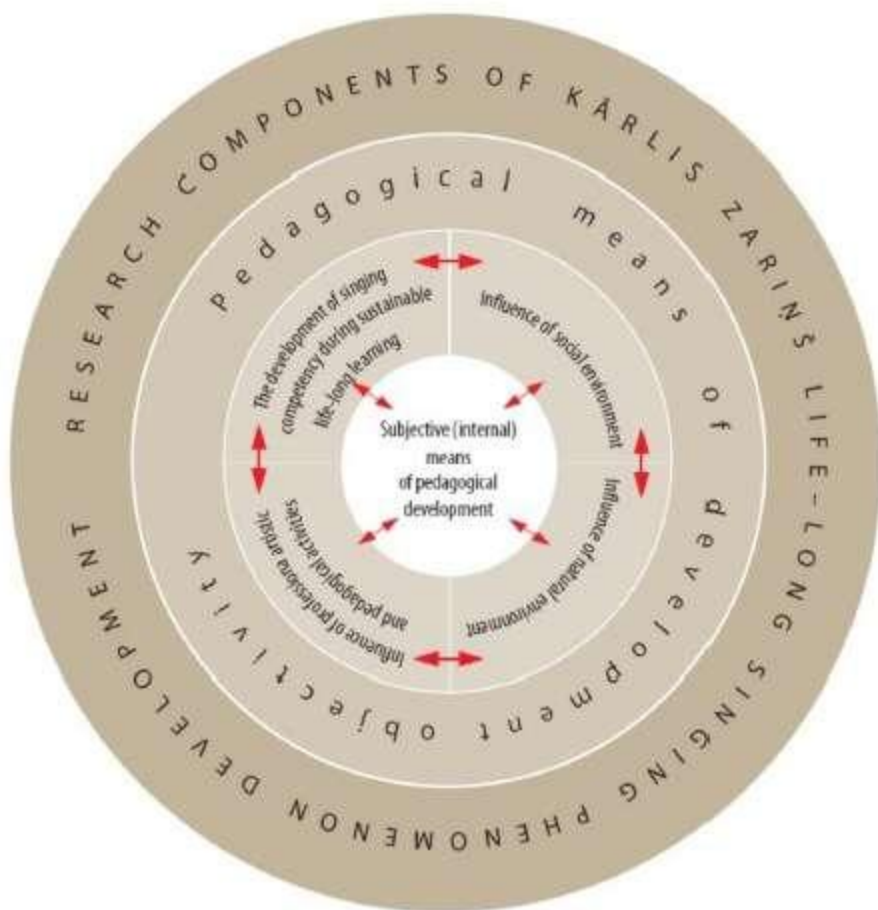 RESEARCH COMPONENTS OF KĀRLIS ZARIŅŠ LIFE-LONG SINGING PHENOMENON DEVELOPMENT
Pedagogical means of development objectivity
The development of singing
competency during sustainable
life-long learning
Influence of social environment
Influence of natural environment
Influence of professiona artistic
and pedagogical activities
Subjective (internal)
means
of pedagogical
development